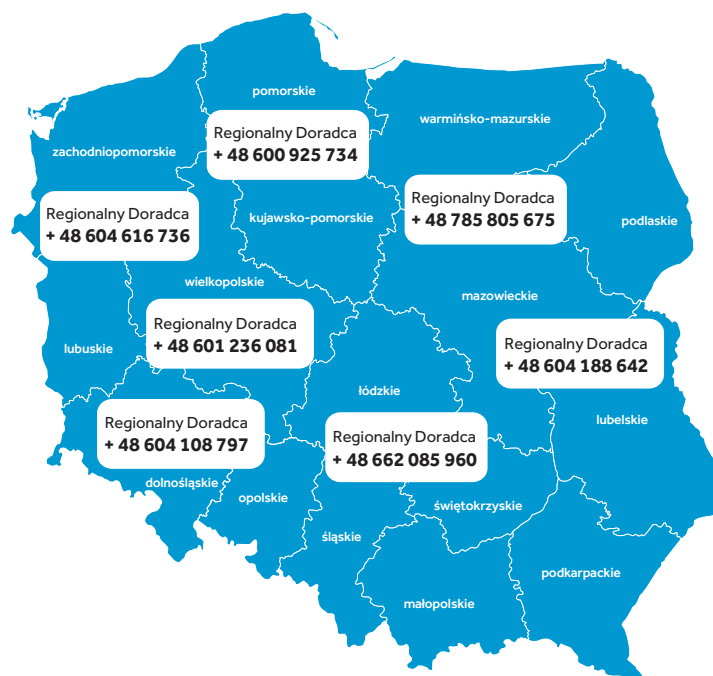 pomorskie
warmińsko-mazurskie
Regionalny Doradca
+ 48 600 925 734
zachodniopomorskie
Regionalny Doradca
+ 48 785 805 675
Regionalny Doradca
+ 48 604 616 736
kujawsko-pomorskie
podlaskie
wielkopolskie
mazowieckie
Regionalny Doradca
+ 48 601 236 081
Regionalny Doradca
+ 48 604 188 642
lubuskie
łódzkie
Regionalny Doradca
+ 48 604 108 797
lubelskie
Regionalny Doradca
+ 48 662 085 960
dolnośląskie
opolskie
świętokrzyskie
śląskie
podkarpackie
małopolskie